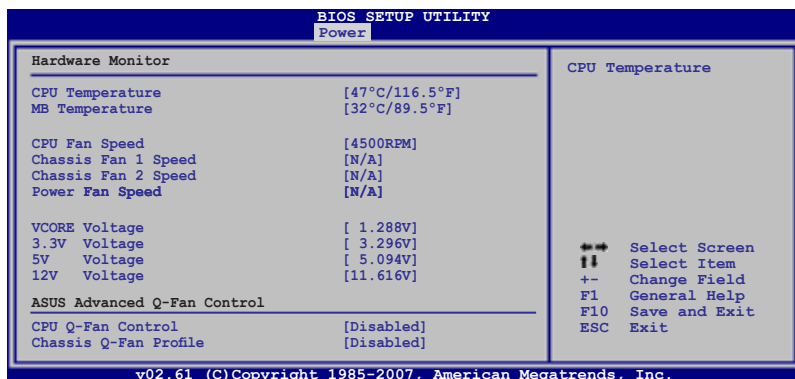 BIOS SETUP UTILITY
Power
Hardware Monitor
CPU Temperature [47°C/116.5°F]
MB Temperature [32°C/89.5°F]
CPU Fan Speed [4500RPM]
Chassis Fan 1 Speed [N/A]
Chassis Fan 2 Speed [N/A]
Power Fan Speed [N/A]
VCORE Voltage [ 1.288V]
3.3V Voltage [ 3.296V]
5V Voltage [ 5.094V]
12V Voltage [11.616V]
ASUS Advanced Q-Fan Control
CPU Q-Fan Control [Disabled]
Chassis Q-Fan Profile [Disabled]
CPU Temperature
←→ Select Screen
↑↓ Select Item
+- Change Field
F1 General Help
F10 Save and Exit
ESC Exit
v02.61 (C)Copyright 1985-2007, American Megatrends, Inc.